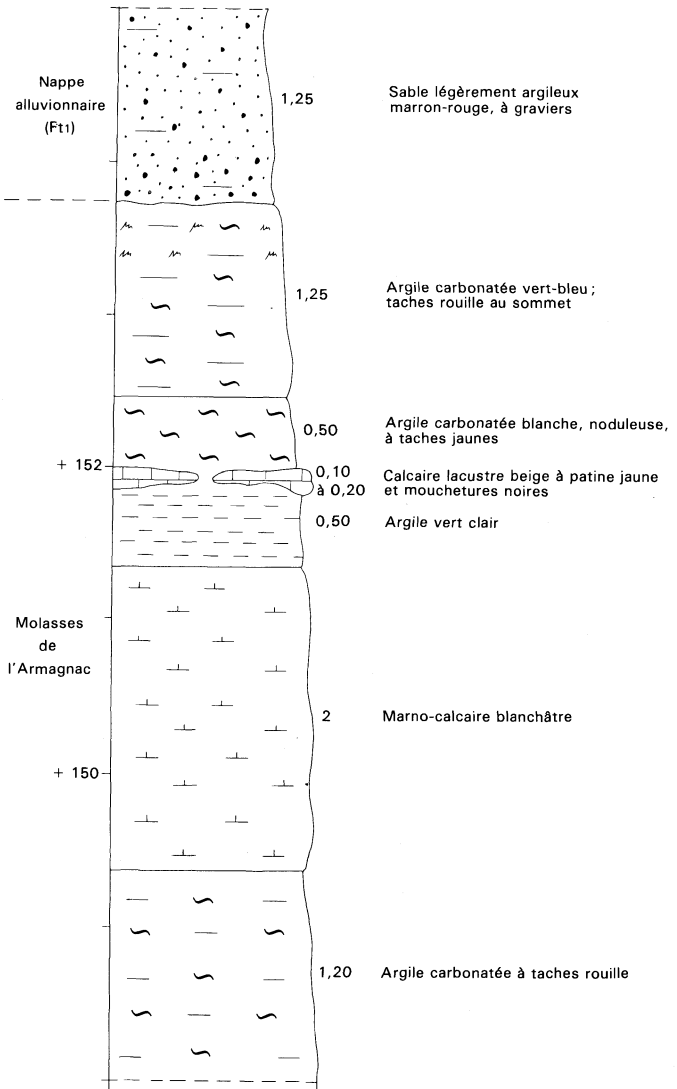 Nappe
alluvionnaire
(Ft1)
1,25
Sable légèrement argileux
marron-rouge, à graviers
1,25
Argile carbonatée vert-bleu ;
taches rouille au sommet
0,50
Argile carbonatée blanche, noduleuse,
à taches jaunes
+ 152
0,10
à 0,20
Calcaire lacustre beige à patine jaune
et mouchetures noires
0,50
Argile vert clair
Molasses
de
l'Armagnac
2
Marno-calcaire blanchâtre
+ 150
1,20
Argile carbonatée à taches rouille